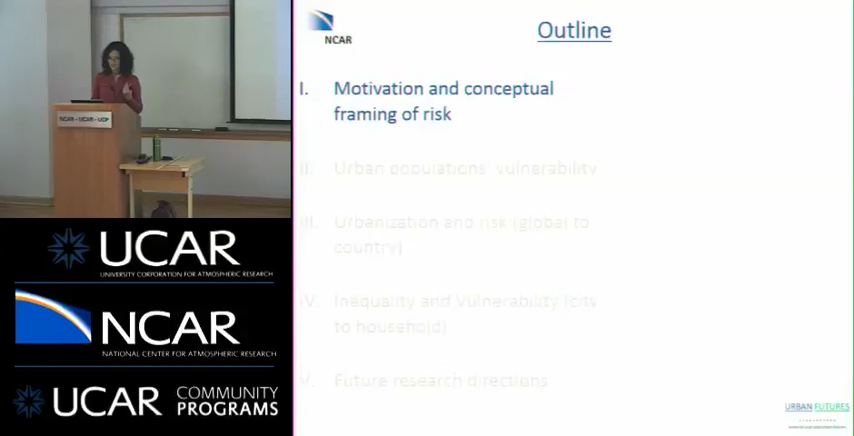 NCAR - UCAR - UCP
UCAR
UNIVERSITY CORPORATION FOR ATMOSPHERIC RESEARCH
NCAR
NATIONAL CENTER FOR ATMOSPHERIC RESEARCH
UCAR COMMUNITY
PROGRAMS
NCAR
Outline
I. Motivation and conceptual
framing of risk
II. Urban populations' vulnerability
III. Urbanization and risk (global to
country)
IV. Inequality and Vulnerability (city
to household)
V. Future research directions
URBAN FUTURES